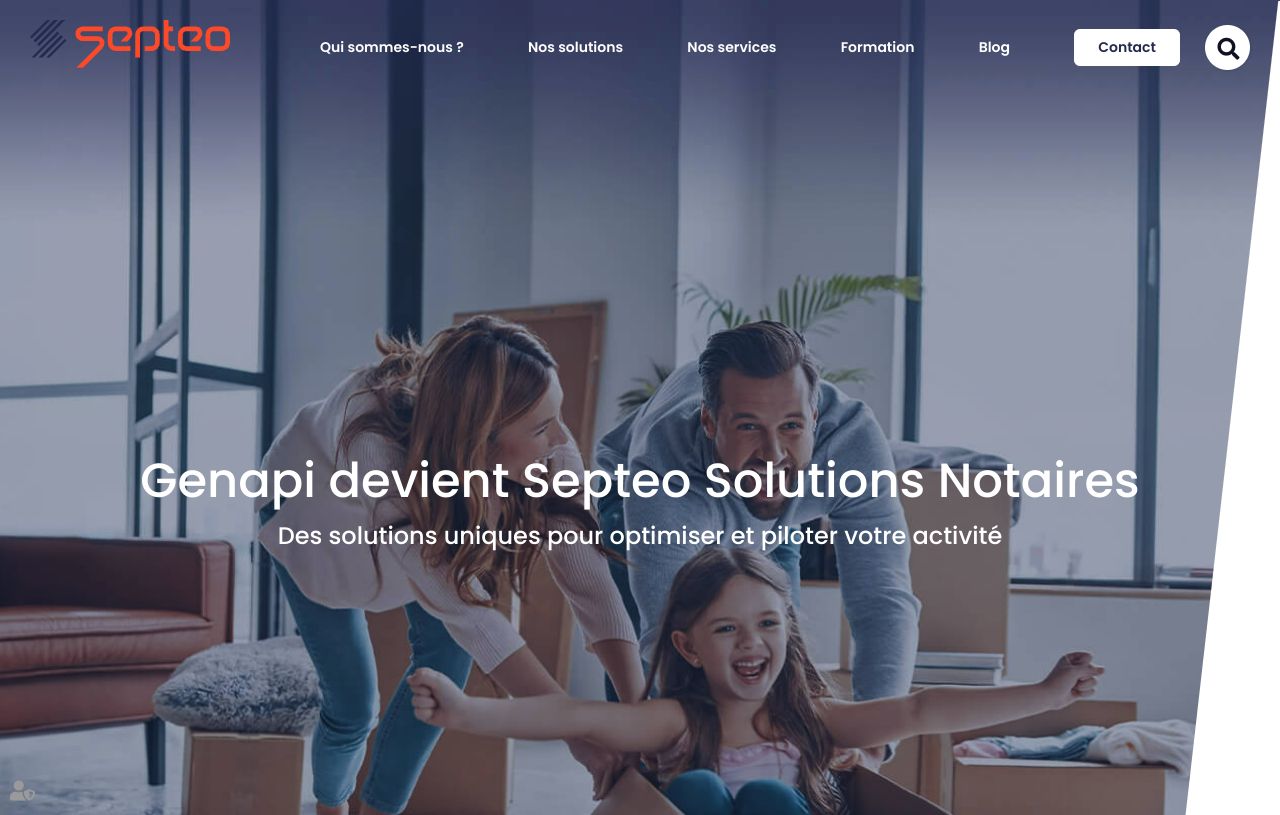 septeo
Qui sommes-nous ?
Nos solutions
Nos services
Formation
Blog
Contact
Genapi devient Septeo Solutions Notaires
Des solutions uniques pour optimiser et piloter votre activité